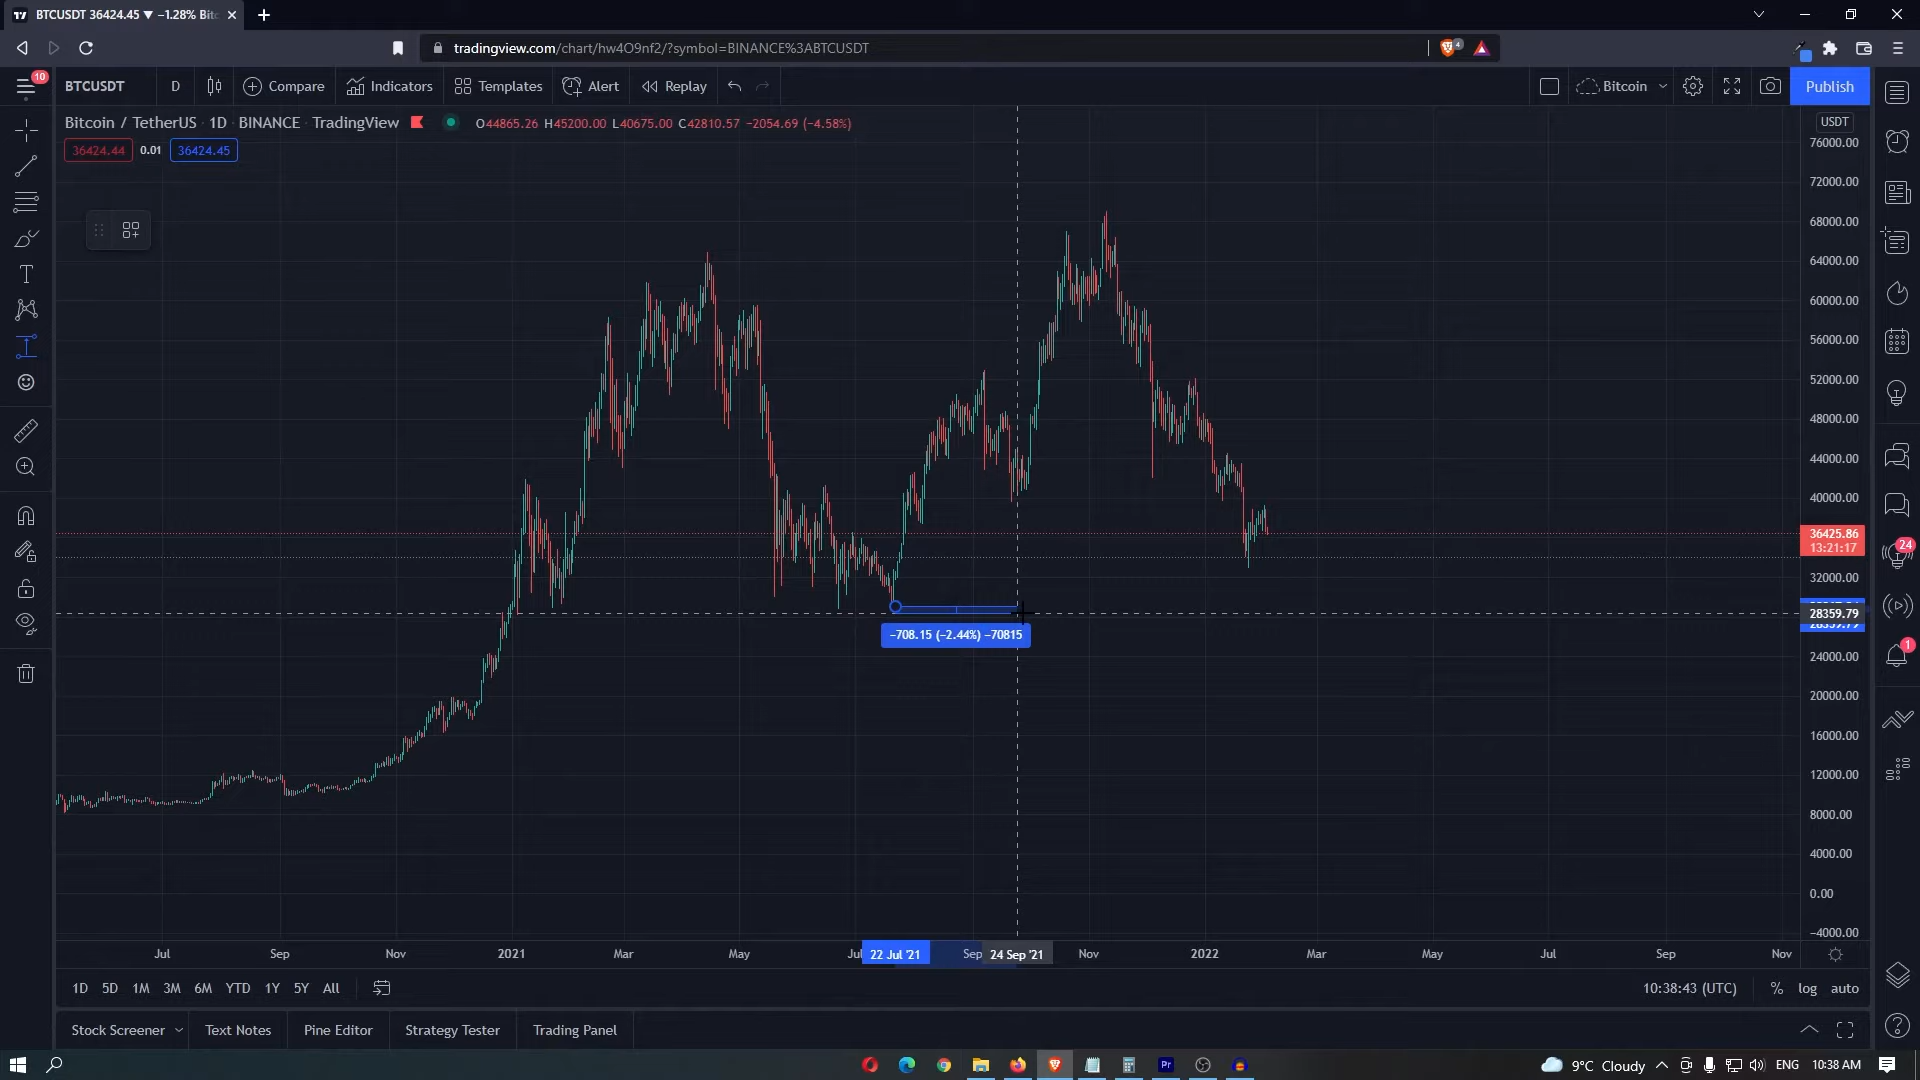 BTCUSDT 36424.45 ▼ −1.28% Bit
tradingview.com/chart/hw4O9nf2/?symbol=BINANCE%3ABTCUSDT
4
10
BTCUSDT D Compare Indicators Templates Alert Replay Bitcoin Publish
Bitcoin / TetherUS · 1D · BINANCE · TradingView O44865.26 H45200.00 L40675.00 C42810.57 −2054.69 (−4.58%)
36424.44 0.01 36424.45
USDT
76000.00
72000.00
68000.00
64000.00
60000.00
56000.00
52000.00
48000.00
44000.00
40000.00
36425.86
13:21:17
32000.00
28359.79
24000.00
20000.00
16000.00
12000.00
8000.00
4000.00
0.00
−4000.00
24
1
−708.15 (−2.44%) −70815
Jul Sep Nov 2021 Mar May Jul 22 Jul '21 Sep 24 Sep '21 Nov 2022 Mar May Jul Sep Nov
1D 5D 1M 3M 6M YTD 1Y 5Y All 10:38:43 (UTC) % log auto
Stock Screener Text Notes Pine Editor Strategy Tester Trading Panel
Pr
9°C Cloudy ENG 10:38 AM